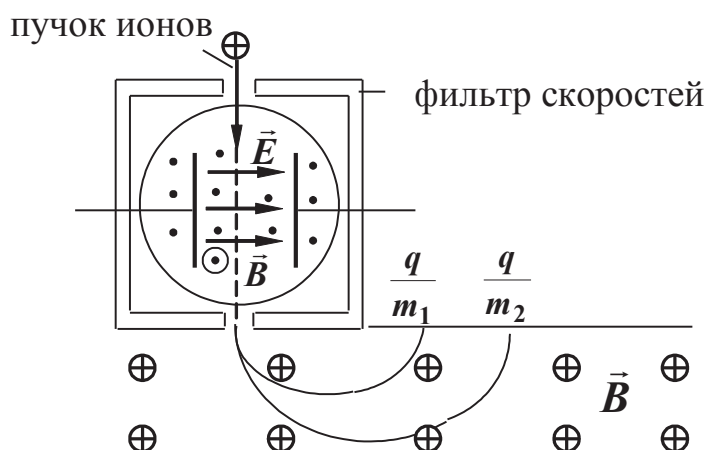 пучок ионов
фильтр скоростей
E⃗
B⃗
q/m₁ q/m₂
B⃗